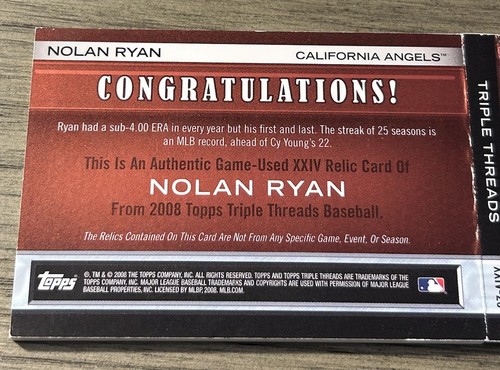 NOLAN RYAN
CALIFORNIA ANGELS™
CONGRATULATIONS!
Ryan had a sub-4.00 ERA in every year but his first and last. The streak of 25 seasons is
an MLB record, ahead of Cy Young's 22.
This Is An Authentic Game-Used XXIV Relic Card Of
NOLAN RYAN
From 2008 Topps Triple Threads Baseball.
The Relics Contained On This Card Are Not From Any Specific Game, Event, Or Season.
Topps
®, TM & © 2008 THE TOPPS COMPANY, INC. ALL RIGHTS RESERVED. TOPPS AND TOPPS TRIPLE THREADS ARE TRADEMARKS OF THE
TOPPS COMPANY, INC. MAJOR LEAGUE BASEBALL TRADEMARKS AND COPYRIGHTS ARE USED WITH PERMISSION OF MAJOR LEAGUE
BASEBALL PROPERTIES, INC. LICENSED BY MLBP, 2008. MLB.COM.
TRIPLE THREADS